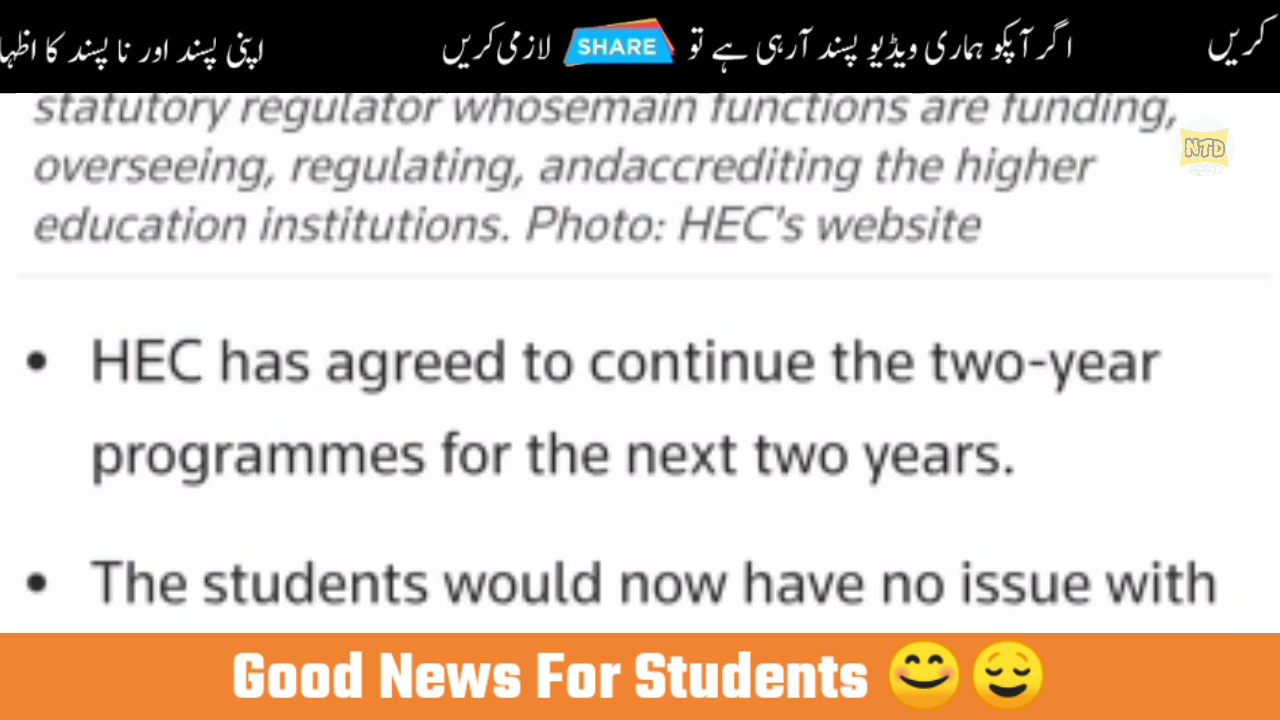 کریں اگر آپکو ہماری ویڈیو پسند آرہی ہے تو SHARE لازمی کریں اپنی پسند اور نا پسند کا
statutory regulator whosemain functions are funding,
NTD
overseeing, regulating, andaccrediting the higher
education institutions. Photo: HEC's website
• HEC has agreed to continue the two-year
programmes for the next two years.
• The students would now have no issue with
Good News For Students 😊😌